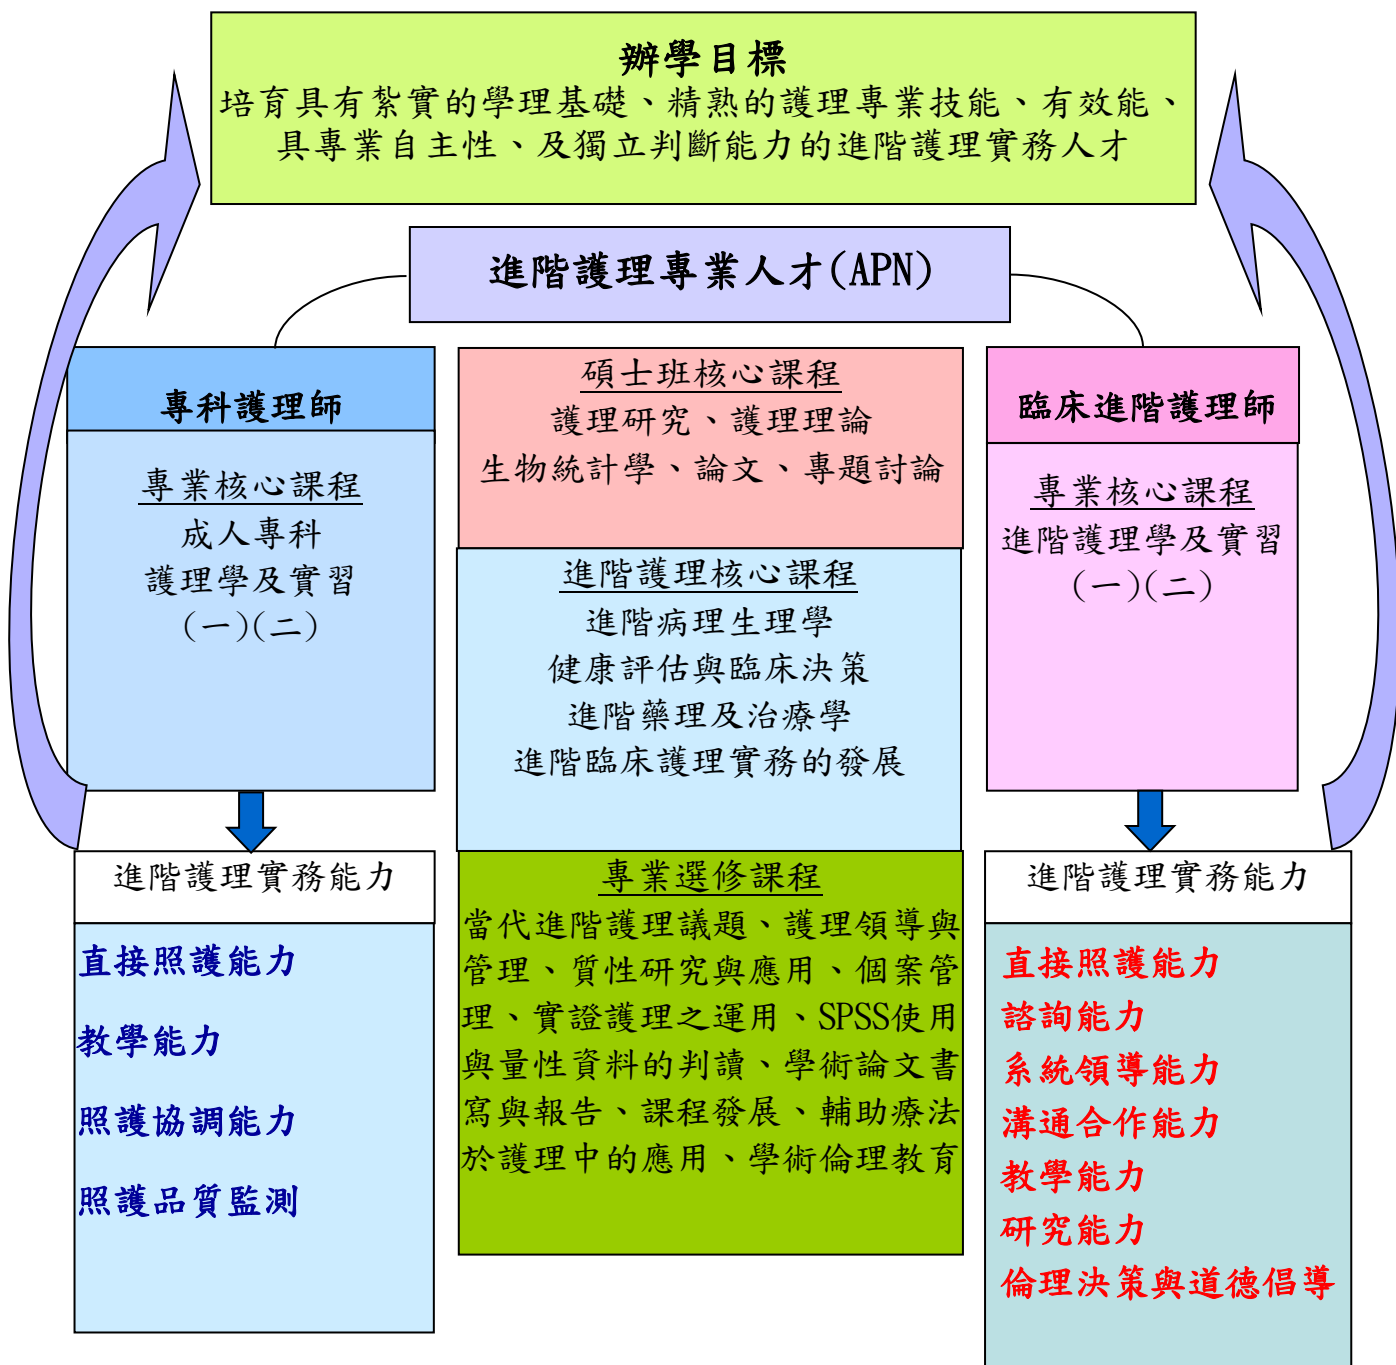 辦學目標
培育具有紮實的學理基礎、精熟的護理專業技能、有效能、
具專業自主性、及獨立判斷能力的進階護理實務人才
進階護理專業人才(APN)
專科護理師
專業核心課程
成人專科
護理學及實習
(一)(二)
碩士班核心課程
護理研究、護理理論
生物統計學、論文、專題討論
進階護理核心課程
進階病理生理學
健康評估與臨床決策
進階藥理及治療學
進階臨床護理實務的發展
臨床進階護理師
專業核心課程
進階護理學及實習
(一)(二)
進階護理實務能力
直接照護能力
教學能力
照護協調能力
照護品質監測
專業選修課程
當代進階護理議題、護理領導與
管理、質性研究與應用、個案管
理、實證護理之運用、SPSS使用
與量性資料的判讀、學術論文書
寫與報告、課程發展、輔助療法
於護理中的應用、學術倫理教育
進階護理實務能力
直接照護能力
諮詢能力
系統領導能力
溝通合作能力
教學能力
研究能力
倫理決策與道德倡導